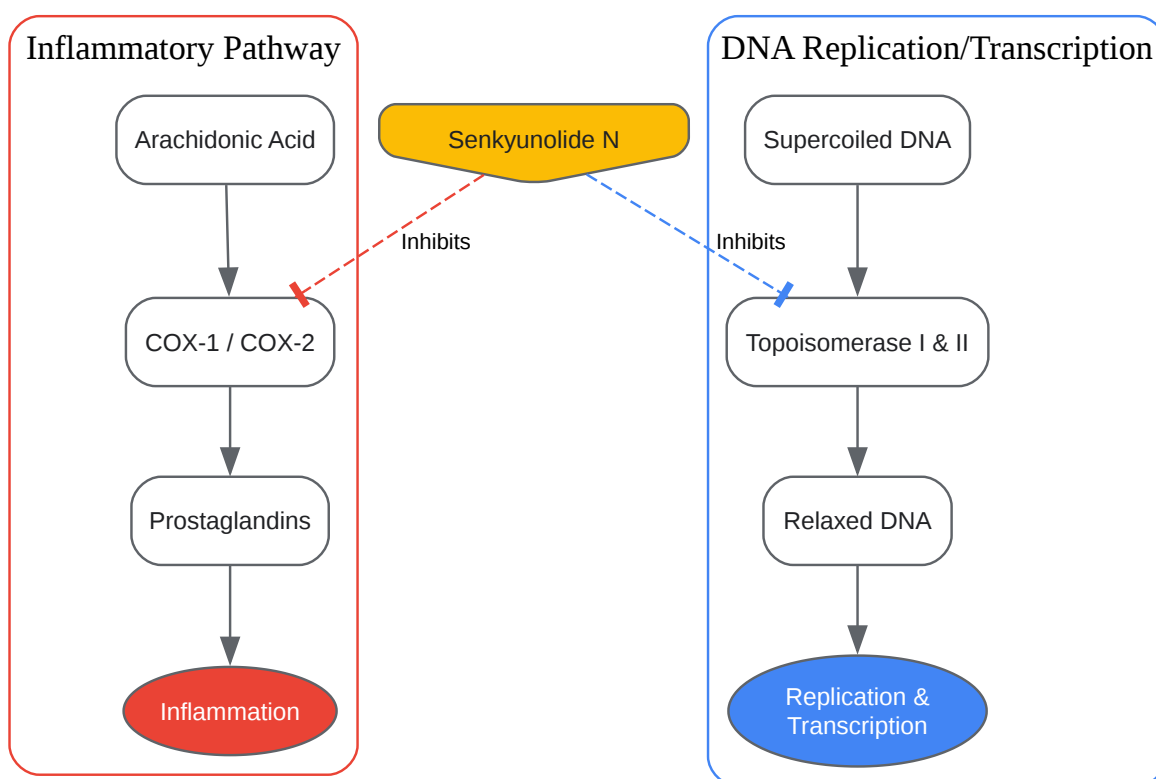 Inflammatory Pathway
DNA Replication/Transcription
Arachidonic Acid
Senkyunolide N
Supercoiled DNA
Inhibits
Inhibits
COX-1 / COX-2
Topoisomerase I & II
Prostaglandins
Relaxed DNA
Inflammation
Replication &
Transcription